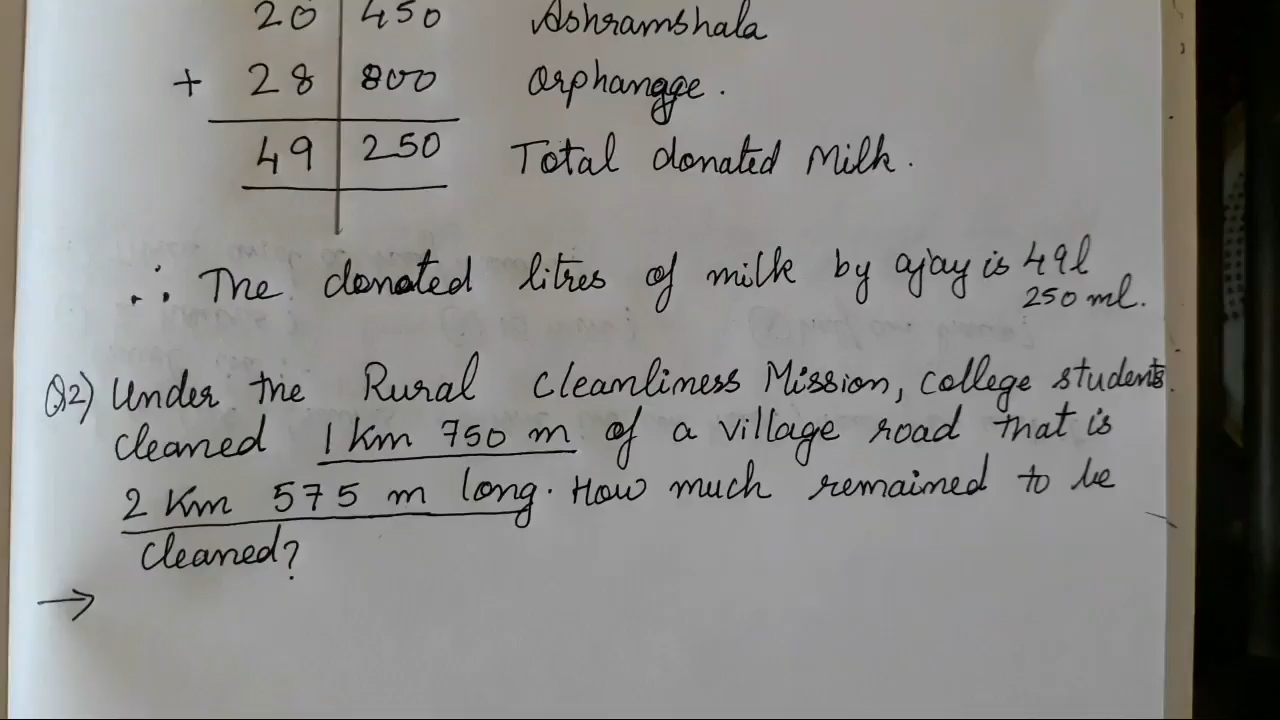 20 450 Ashramshala
+ 28 800 Orphanage.
49 250 Total donated Milk.
∴ The donated litres of milk by ajay is 49l
250 ml.
Q2) Under the Rural Cleanliness Mission, College students
cleaned 1 Km 750 m of a village road that is
2 Km 575 m long. How much remained to be
cleaned?
→